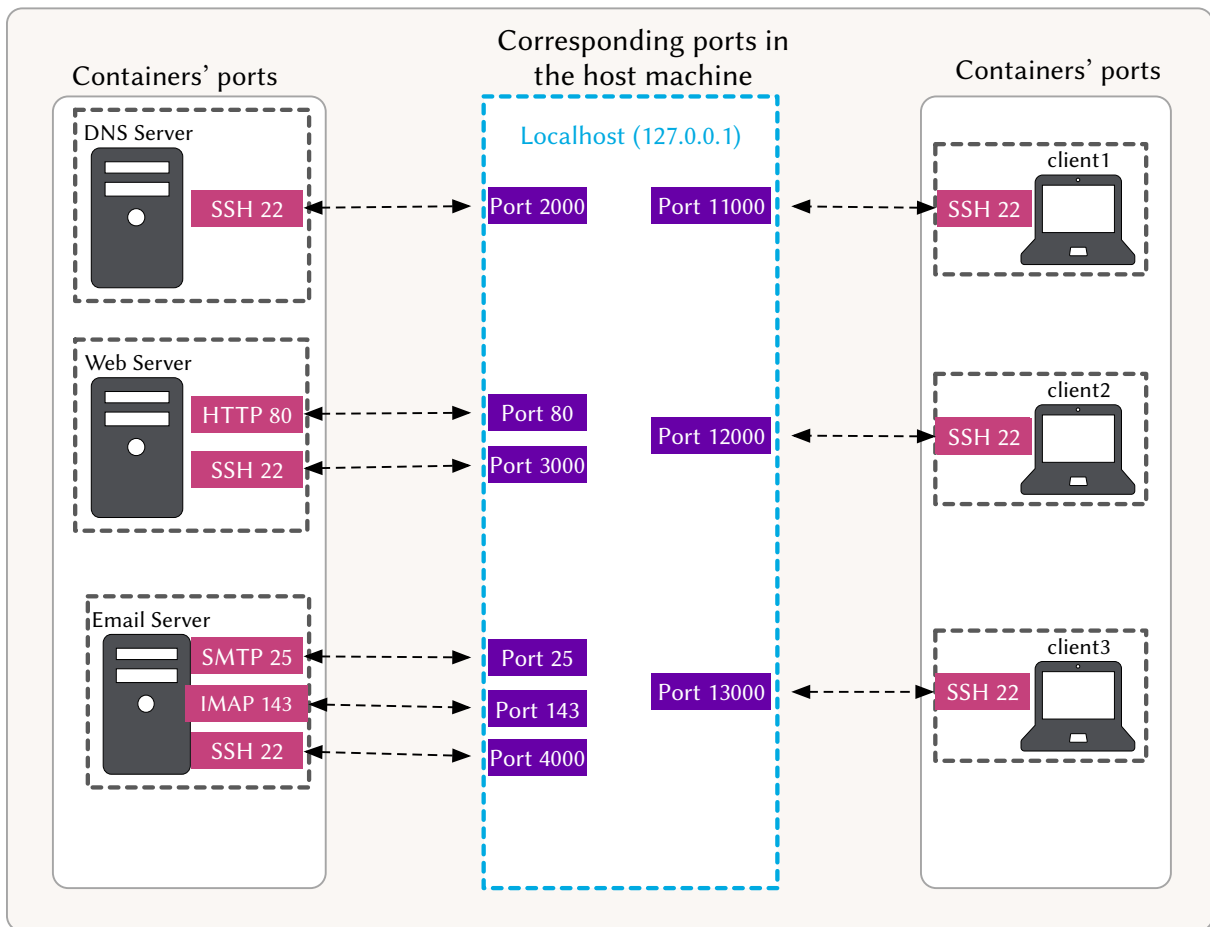 Containers’ ports
DNS Server
SSH 22
Web Server
HTTP 80
SSH 22
Email Server
SMTP 25
IMAP 143
SSH 22
Corresponding ports in
the host machine
Localhost (127.0.0.1)
Port 2000
Port 11000
Port 80
Port 12000
Port 3000
Port 25
Port 13000
Port 143
Port 4000
Containers’ ports
client1
SSH 22
client2
SSH 22
client3
SSH 22